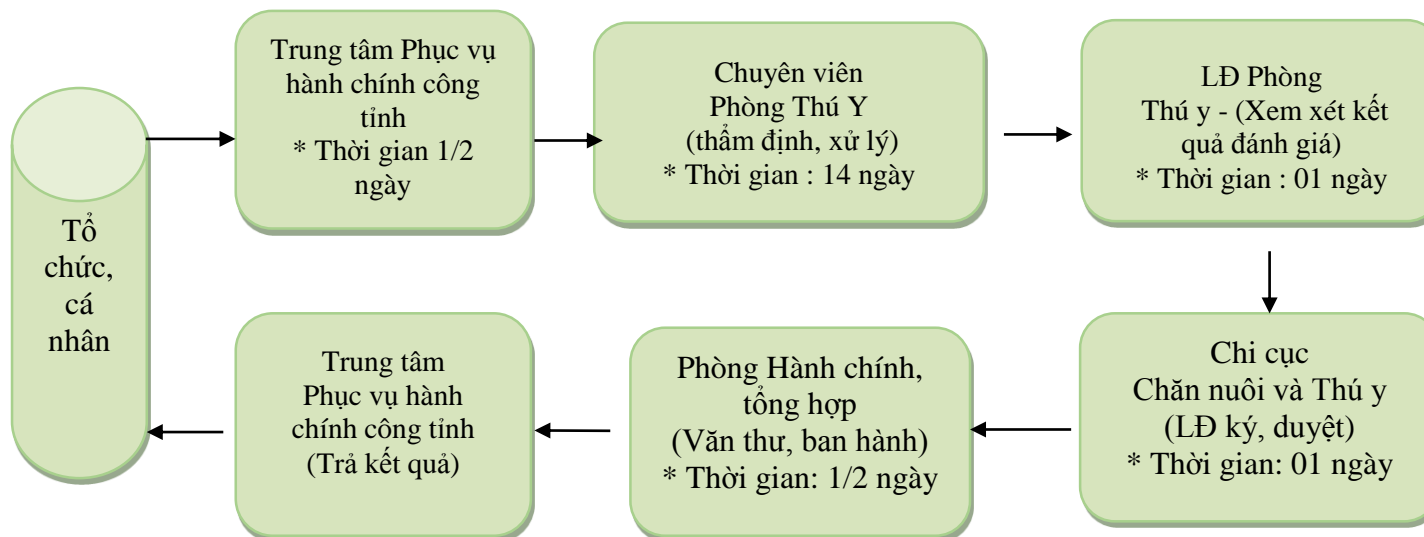 Trung tâm Phục vụ
hành chính công
tỉnh
* Thời gian 1/2
ngày
Chuyên viên
Phòng Thú Y
(thẩm định, xử lý)
* Thời gian : 14 ngày
LĐ Phòng
Thú y - (Xem xét kết
quả đánh giá)
* Thời gian : 01 ngày
Tổ
chức,
cá
nhân
Chi cục
Chăn nuôi và Thú y
(LĐ ký, duyệt)
* Thời gian: 01 ngày
Phòng Hành chính,
tổng hợp
(Văn thư, ban hành)
* Thời gian: 1/2 ngày
Trung tâm
Phục vụ hành
chính công tỉnh
(Trả kết quả)